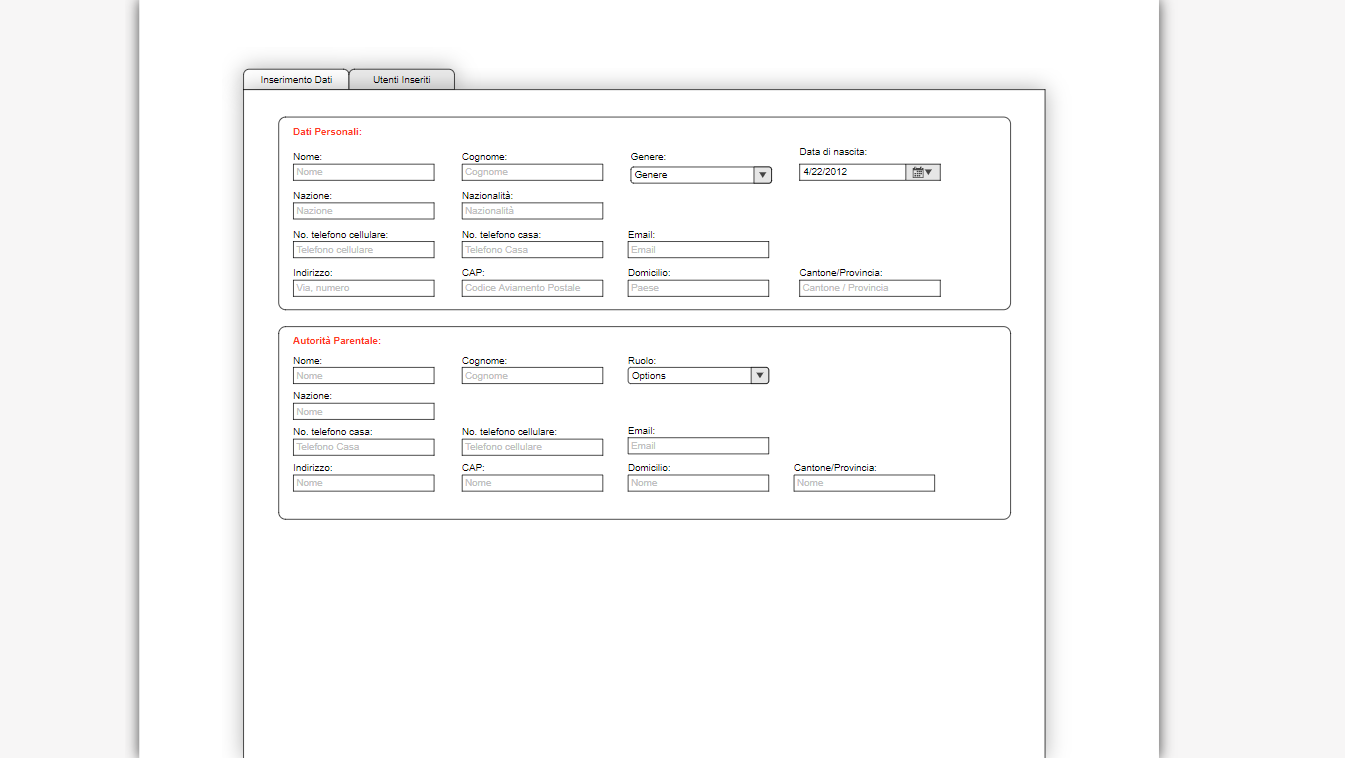 Inserimento Dati Utenti Inseriti
Dati Personali:
Nome: Cognome: Genere: Data di nascita:
Nome Cognome Genere 4/22/2012
Nazione: Nazionalità:
Nazione Nazionalità
No. telefono cellulare: No. telefono casa: Email:
Telefono cellulare Telefono Casa Email
Indirizzo: CAP: Domicilio: Cantone/Provincia:
Via, numero Codice Aviamento Postale Paese Cantone / Provincia
Autorità Parentale:
Nome: Cognome: Ruolo:
Nome Cognome Options
Nazione:
Nome
No. telefono casa: No. telefono cellulare: Email:
Telefono Casa Telefono cellulare Email
Indirizzo: CAP: Domicilio: Cantone/Provincia:
Nome Nome Nome Nome